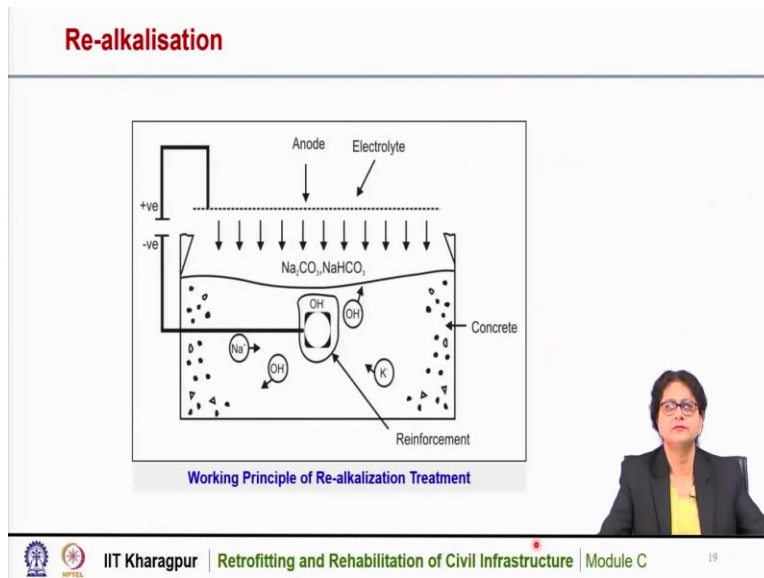 Re-alkalisation
Anode Electrolyte
+ve
-ve
Na₂CO₃,NaHCO₃
OH⁻
OH
Concrete
Na⁺
OH
K⁻
Reinforcement
Working Principle of Re-alkalization Treatment
NPTEL
IIT Kharagpur | Retrofitting and Rehabilitation of Civil Infrastructure | Module C 19